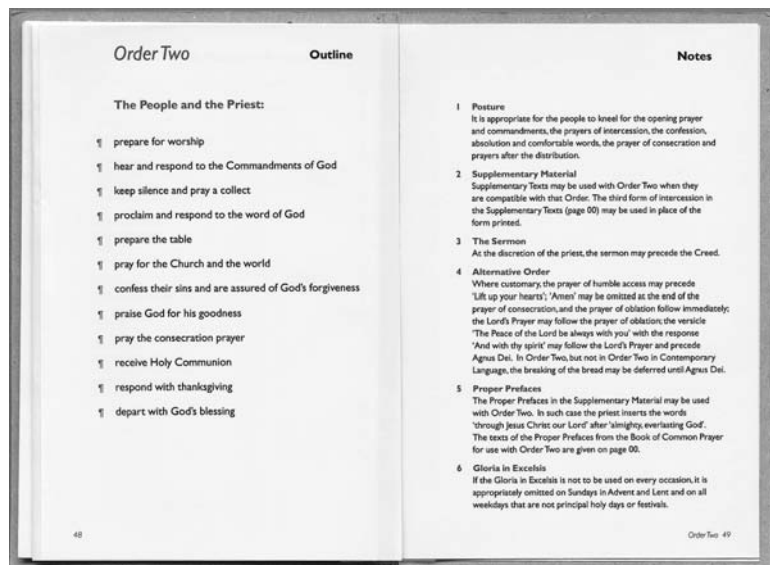 Order Two Outline
The People and the Priest:
¶ prepare for worship
¶ hear and respond to the Commandments of God
¶ keep silence and pray a collect
¶ proclaim and respond to the word of God
¶ prepare the table
¶ pray for the Church and the world
¶ confess their sins and are assured of God's forgiveness
¶ praise God for his goodness
¶ pray the consecration prayer
¶ receive Holy Communion
¶ respond with thanksgiving
¶ depart with God's blessing
48
Notes
1 Posture
It is appropriate for the people to kneel for the opening prayer
and commandments, the prayers of intercession, the confession,
absolution and comfortable words, the prayer of consecration and
prayers after the distribution.
2 Supplementary Material
Supplementary Texts may be used with Order Two when they
are compatible with that Order. The third form of intercession in
the Supplementary Texts (page 00) may be used in place of the
form printed.
3 The Sermon
At the discretion of the priest, the sermon may precede the Creed.
4 Alternative Order
Where customary, the prayer of humble access may precede
'Lift up your hearts'; 'Amen' may be omitted at the end of the
prayer of consecration, and the prayer of oblation follow immediately;
the Lord's Prayer may follow the prayer of oblation; the versicle
'The Peace of the Lord be always with you' with the response
'And with thy spirit' may follow the Lord's Prayer and precede
Agnus Dei. In Order Two, but not in Order Two in Contemporary
Language, the breaking of the bread may be deferred until Agnus Dei.
5 Proper Prefaces
The Proper Prefaces in the Supplementary Material may be used
with Order Two. In such case the priest inserts the words
'through Jesus Christ our Lord' after 'almighty, everlasting God'.
The texts of the Proper Prefaces from the Book of Common Prayer
for use with Order Two are given on page 00.
6 Gloria in Excelsis
If the Gloria in Excelsis is not to be used on every occasion, it is
appropriately omitted on Sundays in Advent and Lent and on all
weekdays that are not principal holy days or festivals.
Order Two 49